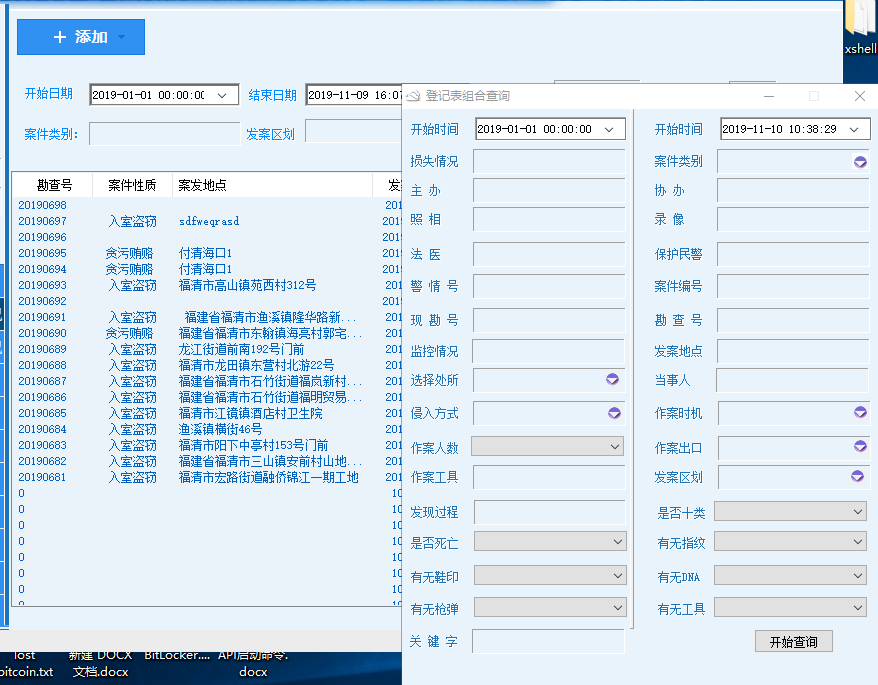 + 添加
xshell
开始日期 2019-01-01 00:00:00 结束日期 2019-11-09 16:07
案件类别: 发案区划
勘查号 案件性质 案发地点 发
20190698 201
20190697 入室盗窃 sdfweqrasd 201
20190696 201
20190695 贪污贿赂 付清海口1 201
20190694 贪污贿赂 付清海口1 201
20190693 入室盗窃 福清市高山镇苑西村312号 201
20190692 201
20190691 入室盗窃 福建省福清市渔溪镇隆华路新... 201
20190690 贪污贿赂 福建省福清市东翰镇海亮村郭宅... 201
20190689 入室盗窃 龙江街道前南192号门前 201
20190688 入室盗窃 福清市龙田镇东营村北游22号 201
20190687 入室盗窃 福建省福清市石竹街道福岚新村... 201
20190686 入室盗窃 福建省福清市石竹街道福明贸易... 201
20190685 入室盗窃 福清市江镜镇酒店村卫生院 201
20190684 入室盗窃 渔溪镇横街46号 201
20190683 入室盗窃 福清市阳下中亭村153号门前 201
20190682 入室盗窃 福建省福清市三山镇安前村山地... 201
20190681 入室盗窃 福清市宏路街道融侨锦江一期工地 201
0 10
0 10
0 10
0 10
0 10
0 10
0 10
0 10
登记表组合查询
开始时间 2019-01-01 00:00:00 开始时间 2019-11-10 10:38:29
损失情况 案件类别
主 办 协 办
照 相 录 像
法 医 保护民警
警 情 号 案件编号
现 勘 号 勘 查 号
监控情况 发案地点
选择处所 当事人
侵入方式 作案时机
作案人数 作案出口
作案工具 发案区划
发现过程 是否十类
是否死亡 有无指纹
有无鞋印 有无DNA
有无枪弹 有无工具
关 键 字 开始查询
lost 新建 DOCX BitLocker.... API启动命令.
bitcoin.txt 文档.docx docx